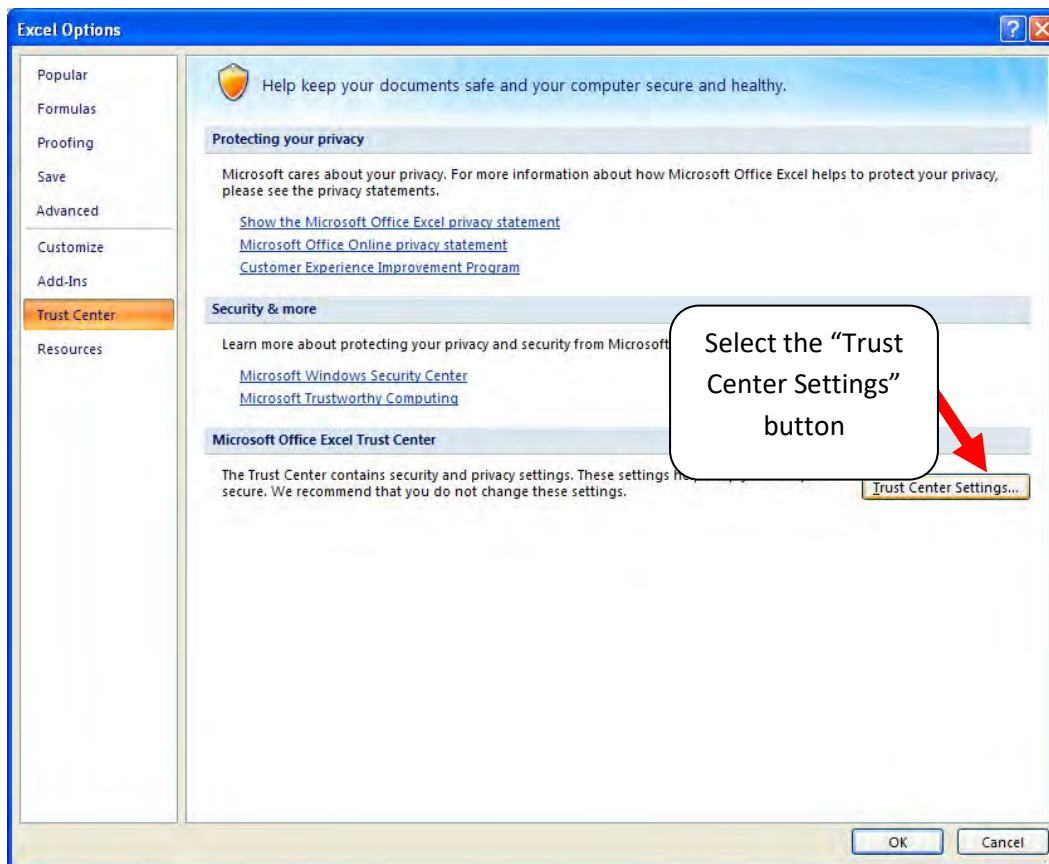 Excel Options
Popular
Formulas
Proofing
Save
Advanced
Customize
Add-Ins
Trust Center
Resources
Help keep your documents safe and your computer secure and healthy.
Protecting your privacy
Microsoft cares about your privacy. For more information about how Microsoft Office Excel helps to protect your privacy,
please see the privacy statements.
Show the Microsoft Office Excel privacy statement
Microsoft Office Online privacy statement
Customer Experience Improvement Program
Security & more
Learn more about protecting your privacy and security from Microsoft
Microsoft Windows Security Center
Microsoft Trustworthy Computing
Select the “Trust
Center Settings”
button
Microsoft Office Excel Trust Center
The Trust Center contains security and privacy settings. These settings
secure. We recommend that you do not change these settings.
Trust Center Settings...
OK
Cancel